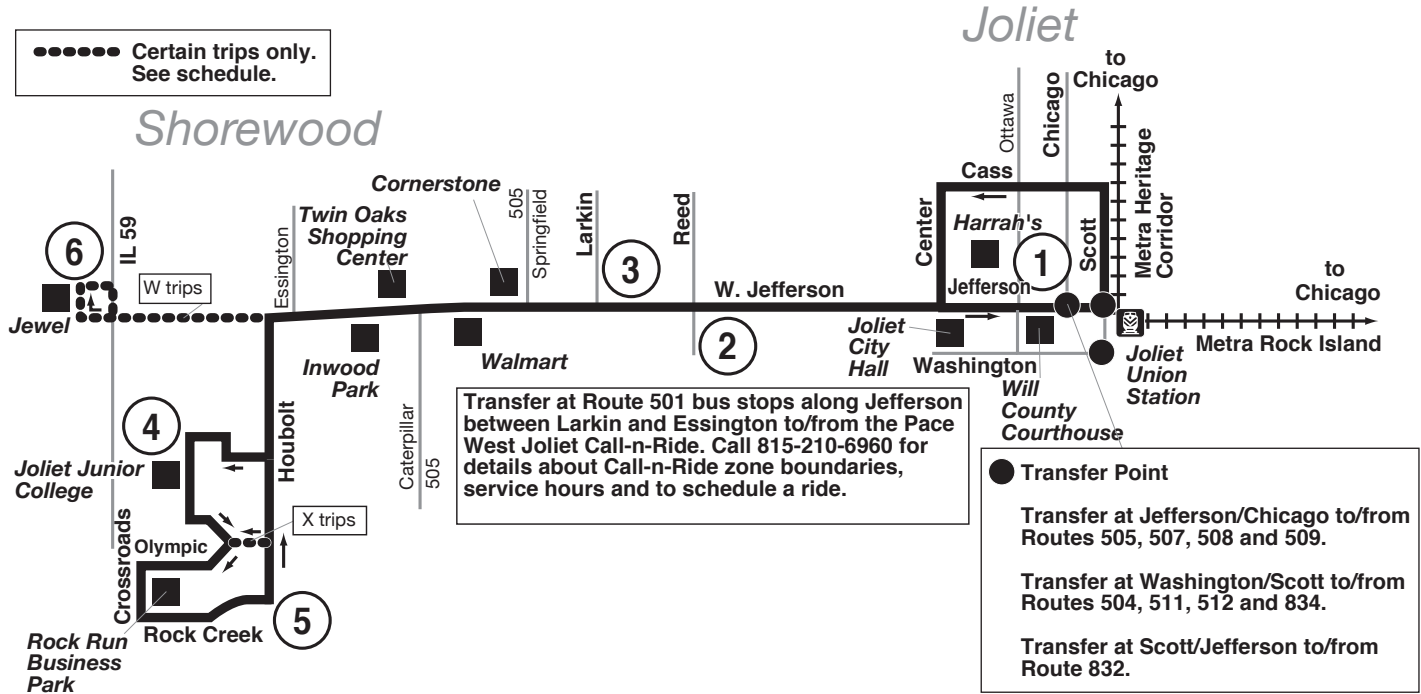 Joliet
to
Chicago
Certain trips only.
See schedule.
Shorewood
Ottawa
Chicago
Cass
Cornerstone
505
Springfield
Larkin
Reed
Center
Harrah's
1
Scott
Metra Heritage
Corridor
Twin Oaks
Shopping
Center
6
IL 59
3
to
Chicago
W trips
Essington
W. Jefferson
Jefferson
Jewel
2
Joliet
City
Hall
Metra Rock Island
Inwood
Park
Walmart
Washington
Will
County
Courthouse
Joliet
Union
Station
Transfer at Route 501 bus stops along Jefferson
between Larkin and Essington to/from the Pace
West Joliet Call-n-Ride. Call 815-210-6960 for
details about Call-n-Ride zone boundaries,
service hours and to schedule a ride.
4
Houbolt
Caterpillar
505
Joliet Junior
College
X trips
Crossroads
Olympic
5
Rock Creek
Rock Run
Business
Park
Transfer Point
Transfer at Jefferson/Chicago to/from
Routes 505, 507, 508 and 509.
Transfer at Washington/Scott to/from
Routes 504, 511, 512 and 834.
Transfer at Scott/Jefferson to/from
Route 832.